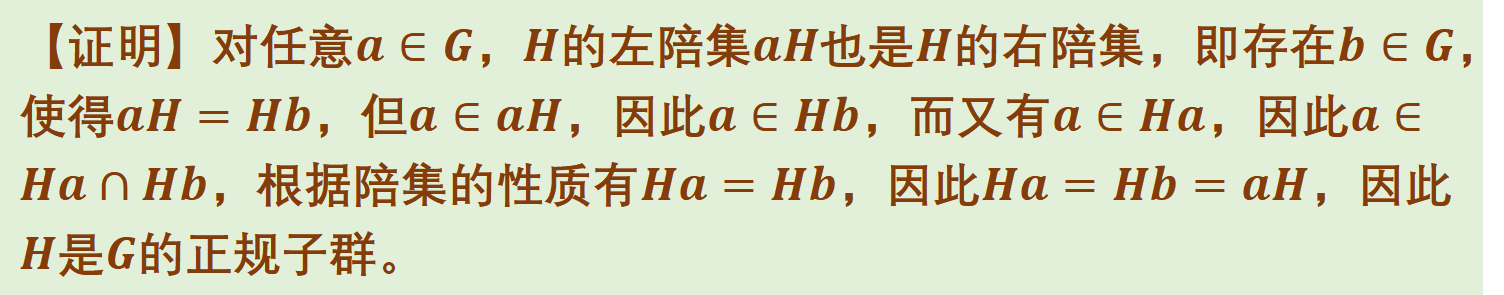 【证明】对任意a ∈ G，H的左陪集aH也是H的右陪集，即存在b ∈ G，
使得aH = Hb，但a ∈ aH，因此a ∈ Hb，而又有a ∈ Ha，因此a ∈
Ha ∩ Hb，根据陪集的性质有Ha = Hb，因此Ha = Hb = aH，因此
H是G的正规子群。